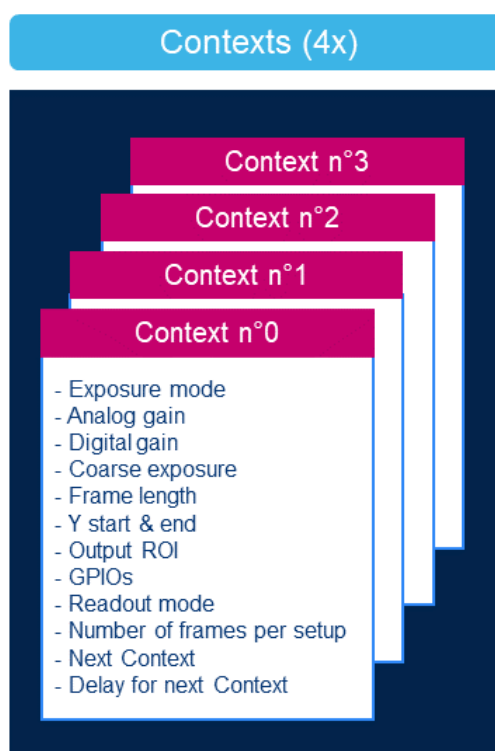 Contexts (4x)
Context n°3
Context n°2
Context n°1
Context n°0
- Exposure mode
- Analog gain
- Digital gain
- Coarse exposure
- Frame length
- Y start & end
- Output ROI
- GPIOs
- Readout mode
- Number of frames per setup
- Next Context
- Delay for next Context